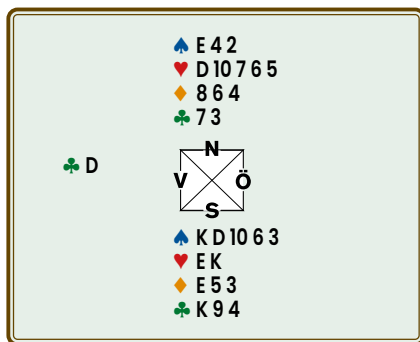 ♠ E 4 2
♥ D 10 7 6 5
♦ 8 6 4
♣ 7 3
♣ D
N
V Ö
S
♠ K D 10 6 3
♥ E K
♦ E 5 3
♣ K 9 4